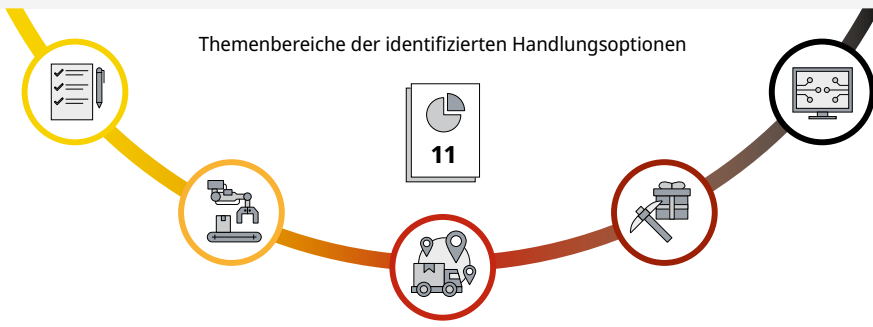 Themenbereiche der identifizierten Handlungsoptionen
11